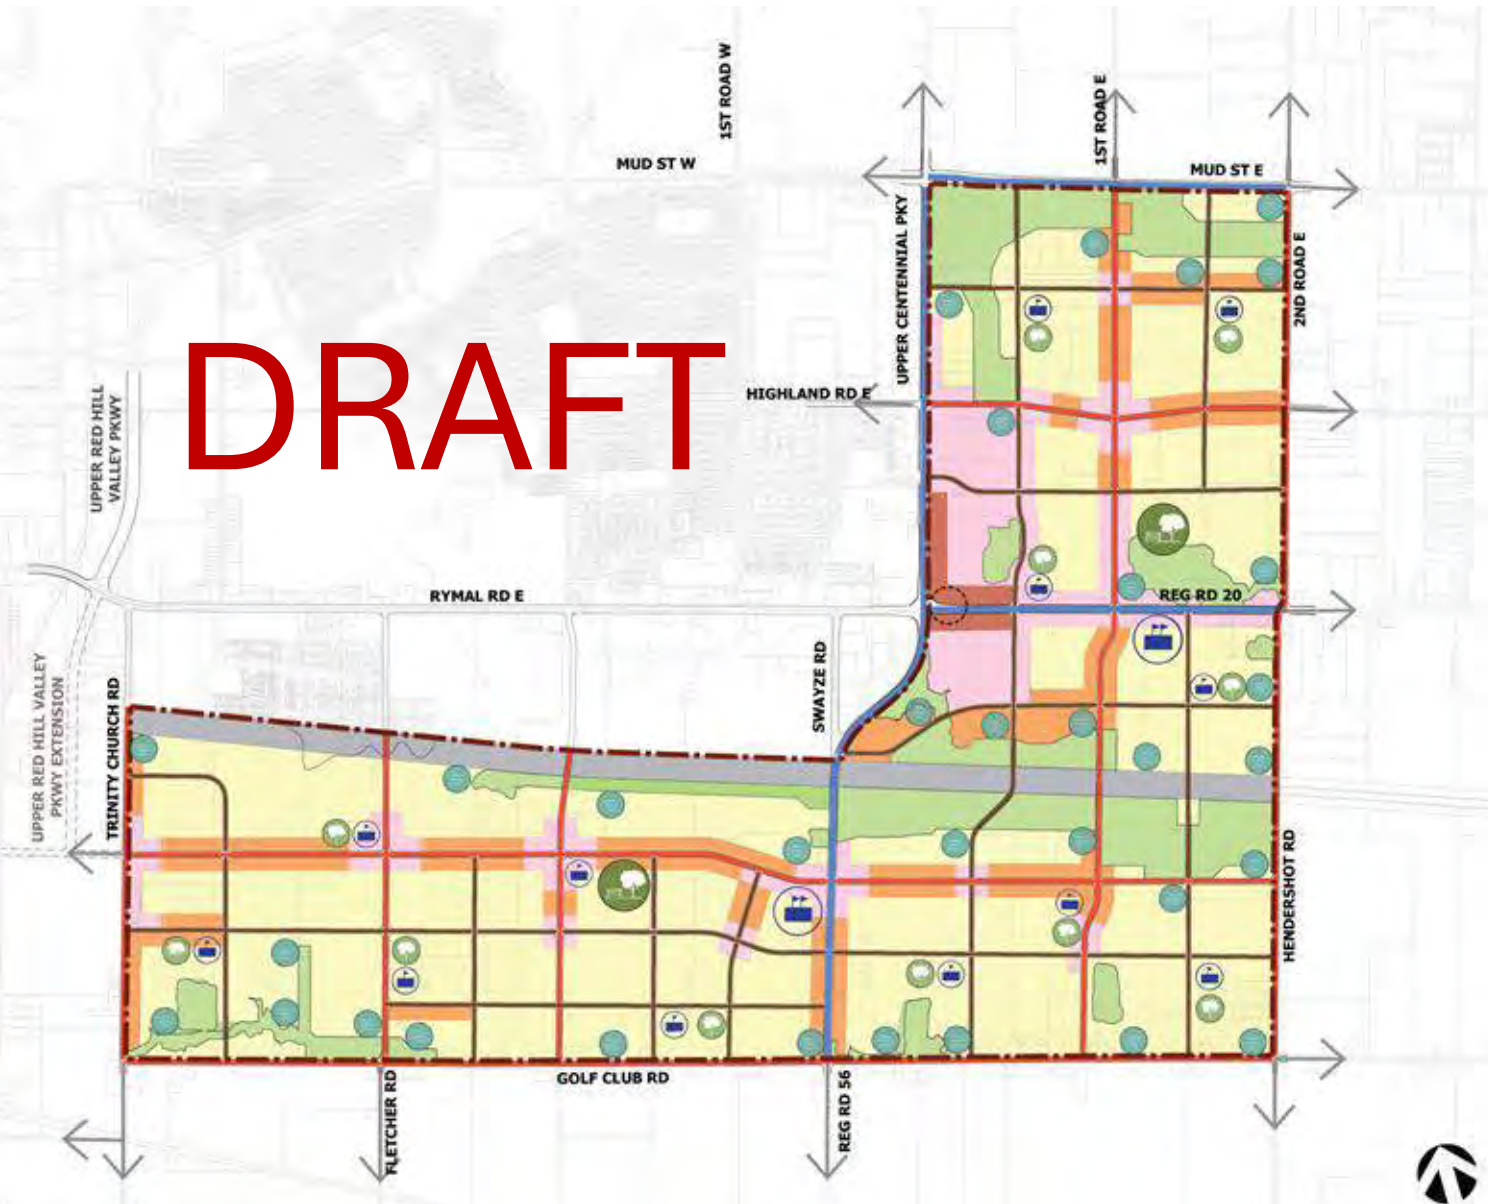 1ST ROAD W
1ST ROAD E
MUD ST W
MUD ST E
UPPER CENTENNIAL PKY
2ND ROAD E
DRAFT
HIGHLAND RD E
UPPER RED HILL
VALLEY PKWY
RYMAL RD E
REG RD 20
SWAYZE RD
UPPER RED HILL VALLEY
PKWY EXTENSION
TRINITY CHURCH RD
HENDERSHOT RD
GOLF CLUB RD
FLETCHER RD
REG RD 56